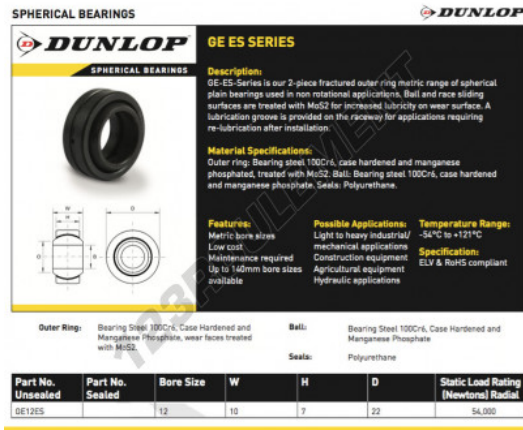 SPHERICAL BEARINGS
DUNLOP
DUNLOP
SPHERICAL BEARINGS
GE ES SERIES
Description:
GE-ES-Series is our 2-piece fractured outer ring metric range of spherical
plain bearings used in non rotational applications. Ball and race sliding
surfaces are treated with MoS2 for increased lubricity on wear surface. A
lubrication groove is provided on the raceway for applications requiring
re-lubrication after installation.
Material Specifications:
Outer ring: Bearing steel 100Cr6, case hardened and manganese
phosphated, treated with MoS2. Ball: Bearing steel 100Cr6, case hardened
and manganese phosphate. Seals: Polyurethane.
Features:
Metric bore sizes
Low cost
Maintenance required
Up to 140mm bore sizes
available
Possible Applications:
Light to heavy industrial/
mechanical applications
Construction equipment
Agricultural equipment
Hydraulic applications
Temperature Range:
-54°C to +121°C
Specification:
ELV & RoHS compliant
W
H
D
O
B
Outer Ring: Bearing Steel 100Cr6, Case Hardened and
Manganese Phosphate, wear faces treated
with MoS2.
Ball: Bearing Steel 100Cr6, Case Hardened and
Manganese Phosphate
Seals: Polyurethane
Part No. Unsealed Part No. Sealed Bore Size W H D Static Load Rating (Newtons) Radial
GE12ES 12 10 7 22 54,000
123ROULEMENT